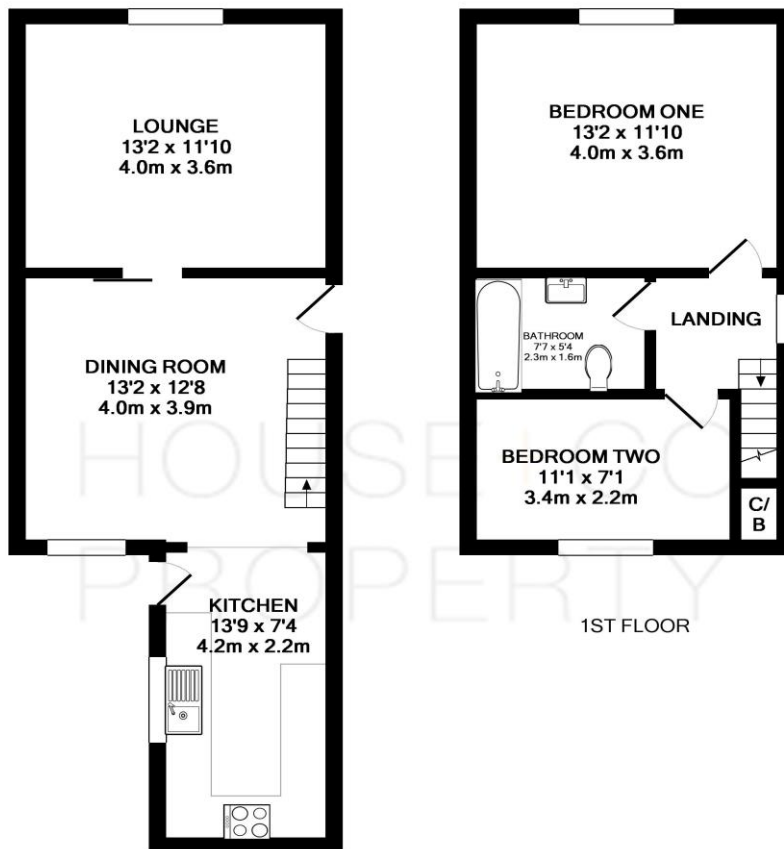 LOUNGE
13'2 x 11'10
4.0m x 3.6m
DINING ROOM
13'2 x 12'8
4.0m x 3.9m
KITCHEN
13'9 x 7'4
4.2m x 2.2m
BEDROOM ONE
13'2 x 11'10
4.0m x 3.6m
LANDING
BATHROOM
7'7 x 5'4
2.3m x 1.6m
BEDROOM TWO
11'1 x 7'1
3.4m x 2.2m
C/
B
1ST FLOOR
HOUSE+CO
PROPERTY